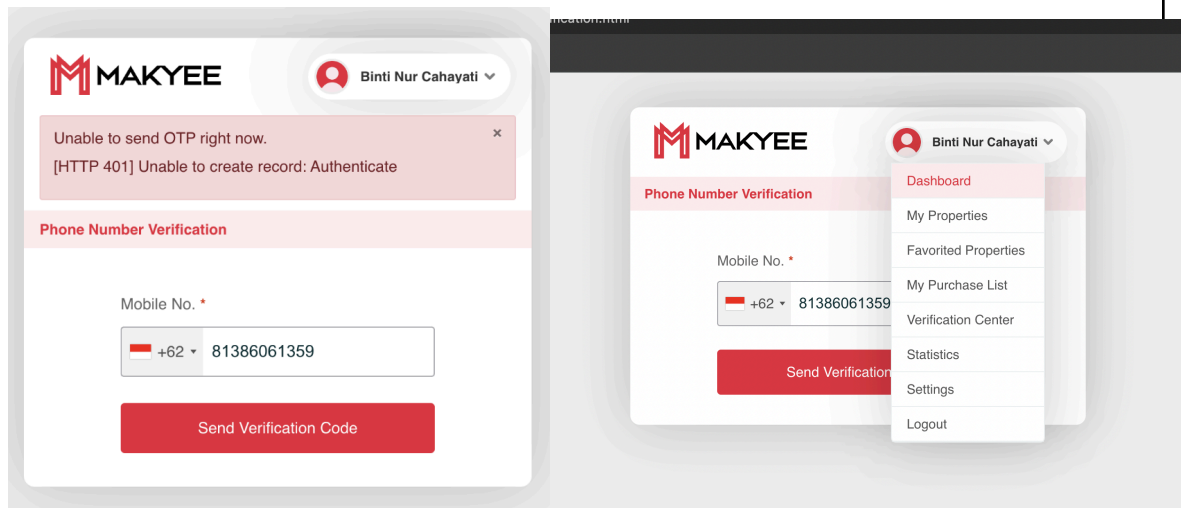 MAKYEE
Binti Nur Cahayati
Unable to send OTP right now.
×
[HTTP 401] Unable to create record: Authenticate
Phone Number Verification
Mobile No. *
+62
81386061359
Send Verification Code
MAKYEE
Binti Nur Cahayati
Phone Number Verification
Dashboard
My Properties
Favorited Properties
My Purchase List
Verification Center
Statistics
Settings
Logout
Mobile No. *
+62
81386061359
Send Verification